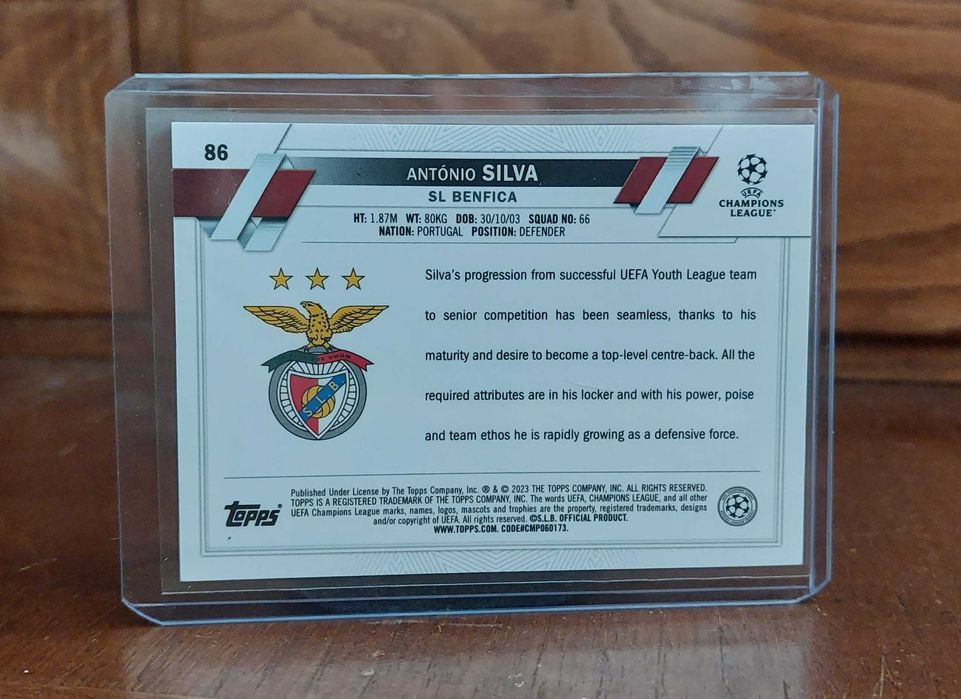 86
ANTÓNIO SILVA
SL BENFICA
HT: 1.87M WT: 80KG DOB: 30/10/03 SQUAD NO: 66
NATION: PORTUGAL POSITION: DEFENDER
UEFA
CHAMPIONS
LEAGUE
Silva's progression from successful UEFA Youth League team
to senior competition has been seamless, thanks to his
maturity and desire to become a top-level centre-back. All the
required attributes are in his locker and with his power, poise
and team ethos he is rapidly growing as a defensive force.
UNUM
S.L.B.
topps®
Published Under License by The Topps Company, Inc. ® & © 2023 THE TOPPS COMPANY, INC. ALL RIGHTS RESERVED.
TOPPS IS A REGISTERED TRADEMARK OF THE TOPPS COMPANY, INC. The words UEFA, CHAMPIONS LEAGUE, and all other
UEFA Champions League marks, names, logos, mascots and trophies are the property, registered trademarks, designs
and/or copyright of UEFA. All rights reserved. ©S.L.B. OFFICIAL PRODUCT.
WWW.TOPPS.COM. CODE#CMP060173.